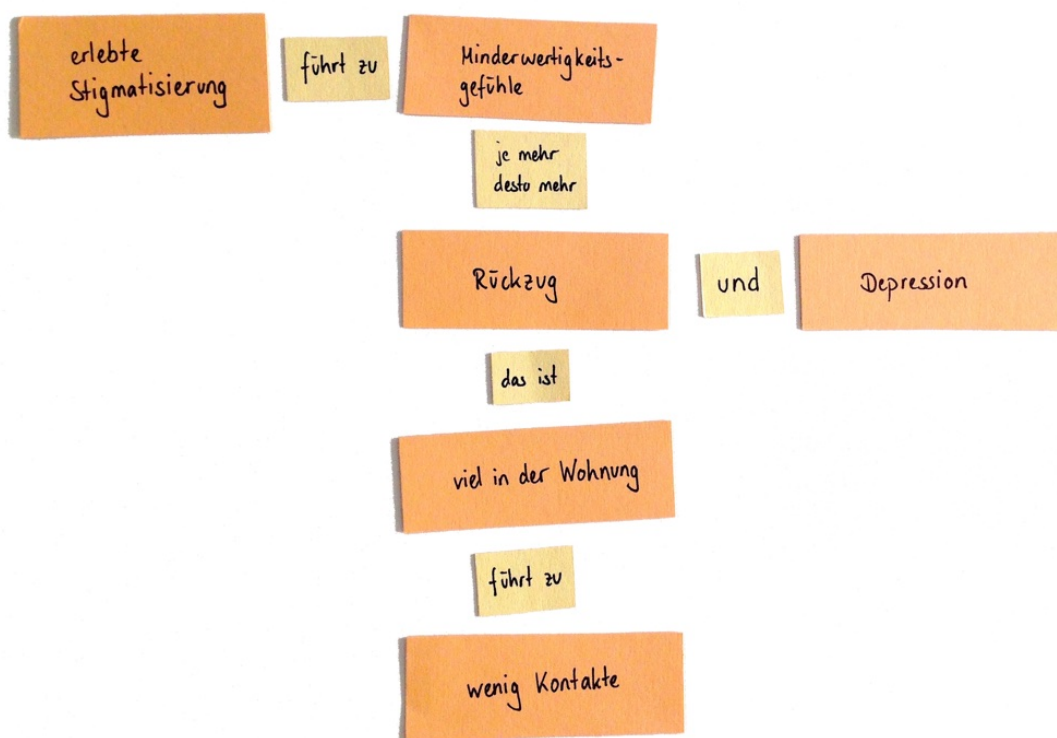 erlebte
Stigmatisierung
führt zu
Minderwertigkeits-
gefühle
je mehr
desto mehr
Rückzug
und
Depression
das ist
viel in der Wohnung
führt zu
wenig Kontakte